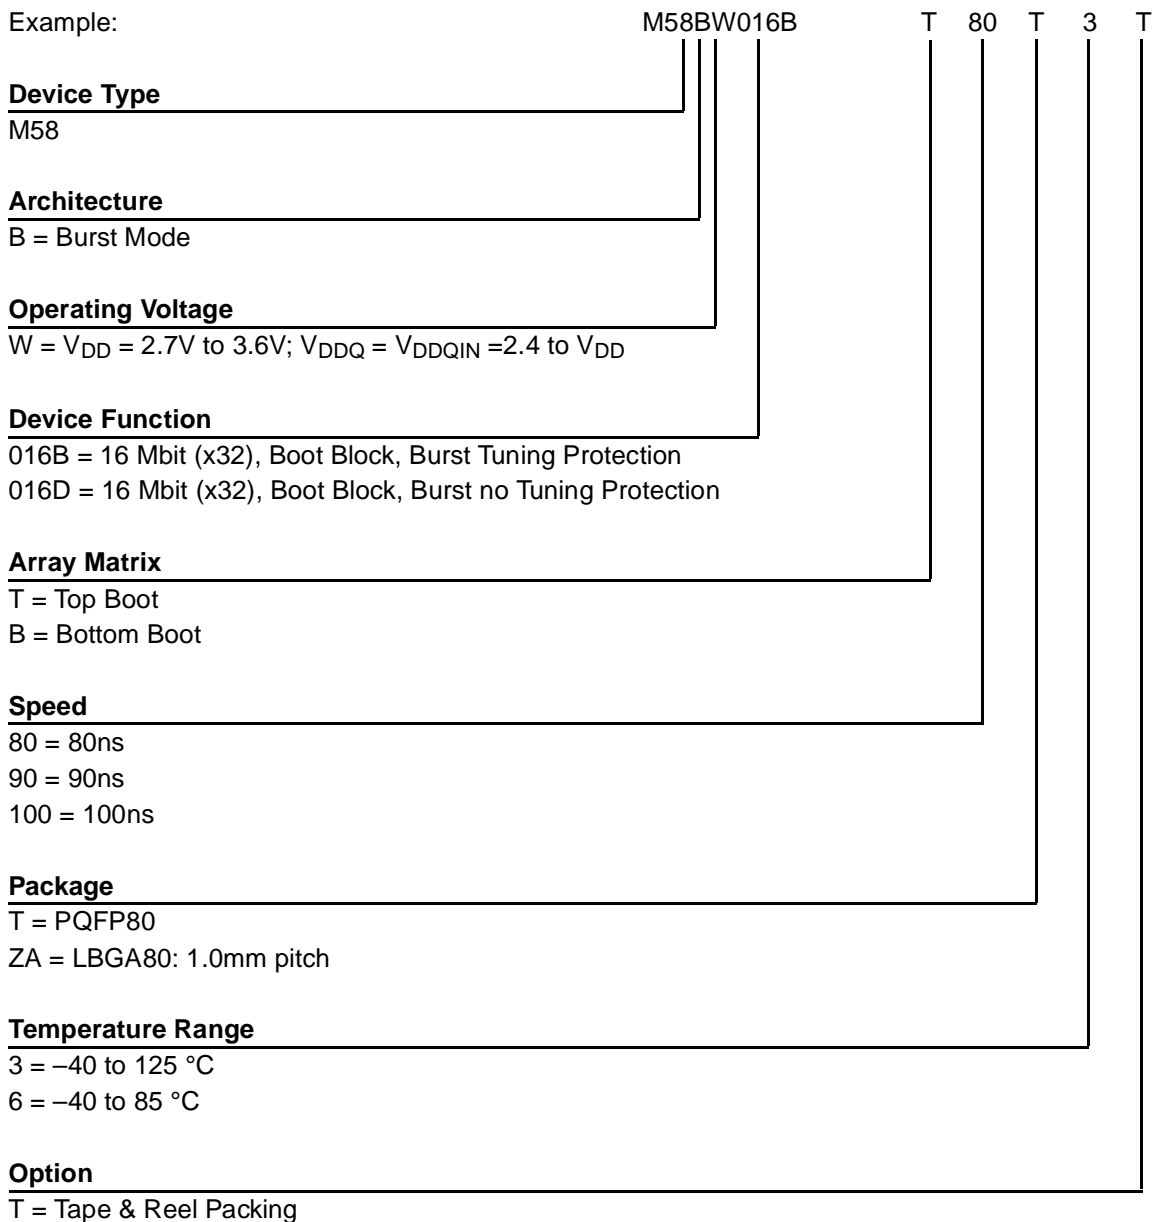 Example: M58BW016B T 80 T 3 T
Device Type
M58
Architecture
B = Burst Mode
Operating Voltage
W = VDD = 2.7V to 3.6V; VDDQ = VDDQIN =2.4 to VDD
Device Function
016B = 16 Mbit (x32), Boot Block, Burst Tuning Protection
016D = 16 Mbit (x32), Boot Block, Burst no Tuning Protection
Array Matrix
T = Top Boot
B = Bottom Boot
Speed
80 = 80ns
90 = 90ns
100 = 100ns
Package
T = PQFP80
ZA = LBGA80: 1.0mm pitch
Temperature Range
3 = –40 to 125 °C
6 = –40 to 85 °C
Option
T = Tape & Reel Packing